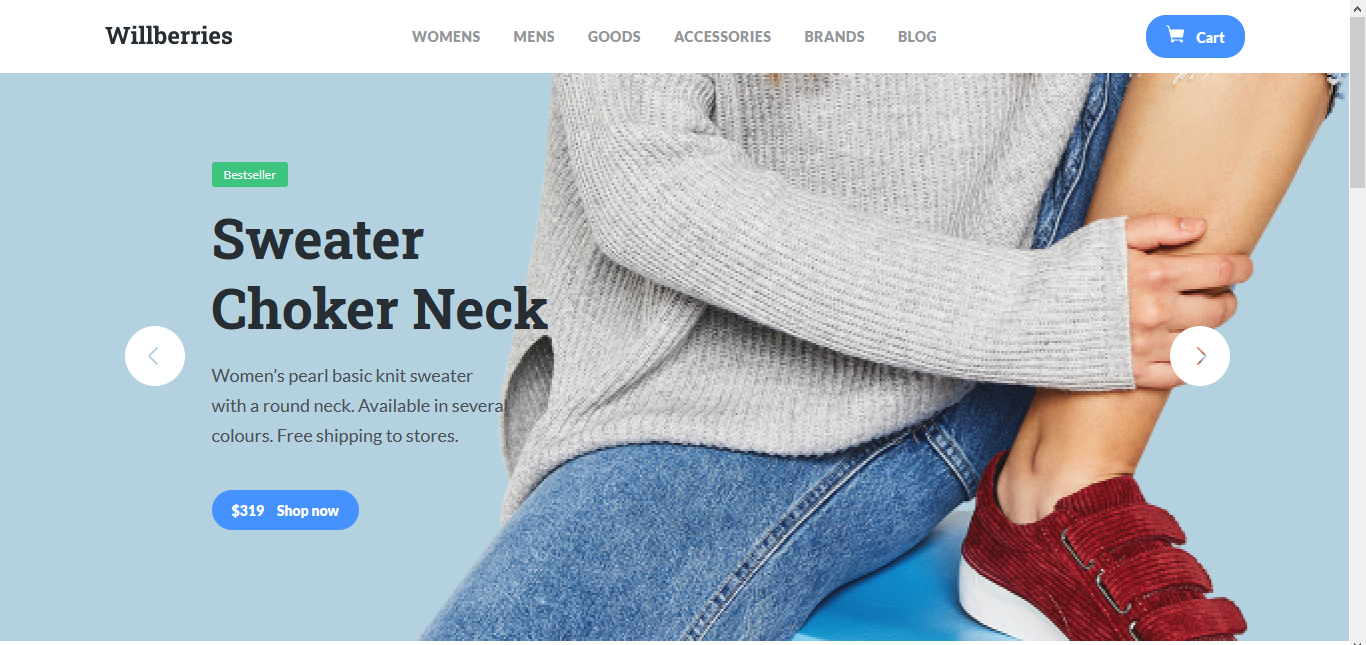 Willberries
WOMENS MENS GOODS ACCESSORIES BRANDS BLOG
Cart
Bestseller
Sweater
Choker Neck
Women’s pearl basic knit sweater
with a round neck. Available in several
colours. Free shipping to stores.
$319 Shop now